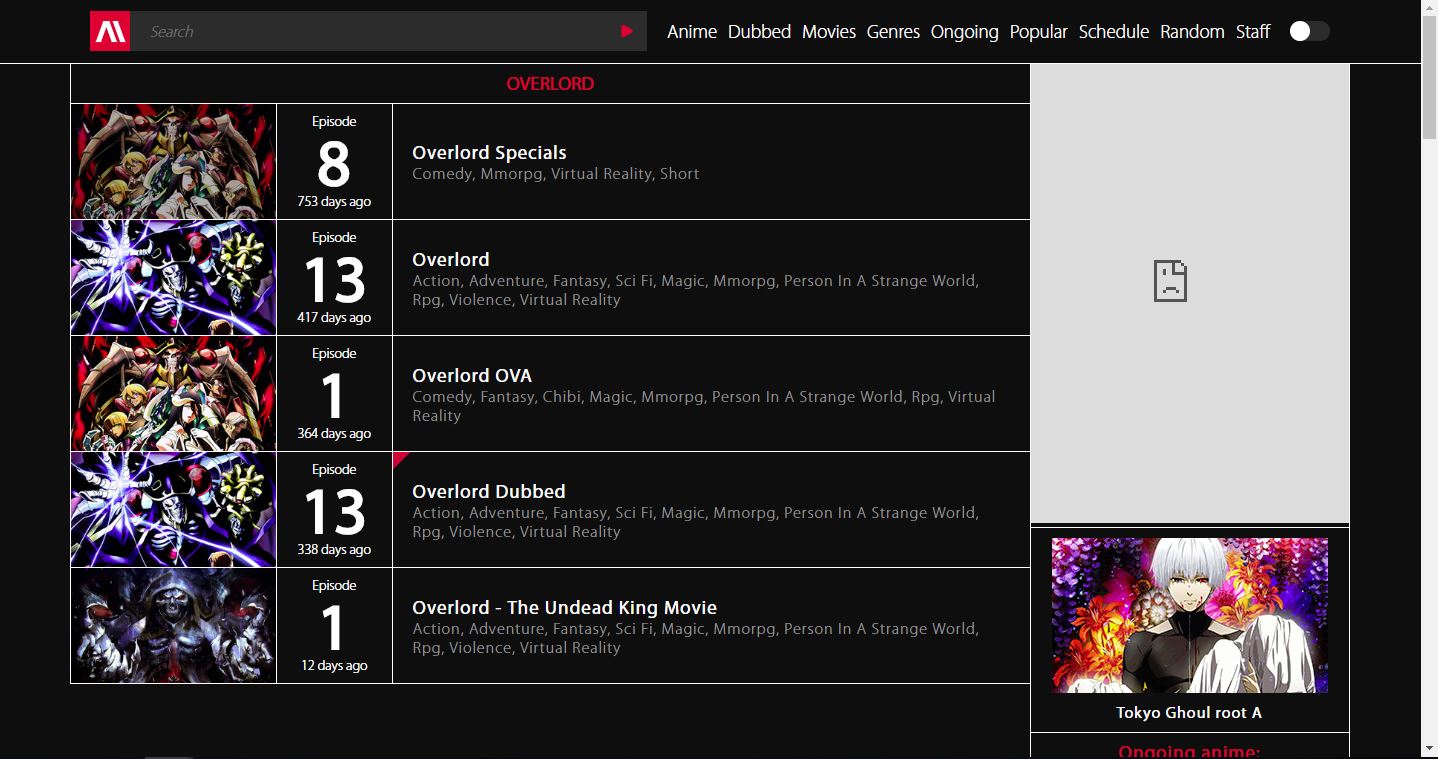 Search
Anime Dubbed Movies Genres Ongoing Popular Schedule Random Staff
OVERLORD
Episode
8
753 days ago
Overlord Specials
Comedy, Mmorpg, Virtual Reality, Short
Episode
13
417 days ago
Overlord
Action, Adventure, Fantasy, Sci Fi, Magic, Mmorpg, Person In A Strange World,
Rpg, Violence, Virtual Reality
Episode
1
364 days ago
Overlord OVA
Comedy, Fantasy, Chibi, Magic, Mmorpg, Person In A Strange World, Rpg, Virtual
Reality
Episode
13
338 days ago
Overlord Dubbed
Action, Adventure, Fantasy, Sci Fi, Magic, Mmorpg, Person In A Strange World,
Rpg, Violence, Virtual Reality
Episode
1
12 days ago
Overlord - The Undead King Movie
Action, Adventure, Fantasy, Sci Fi, Magic, Mmorpg, Person In A Strange World,
Rpg, Violence, Virtual Reality
Tokyo Ghoul root A
Ongoing anime: